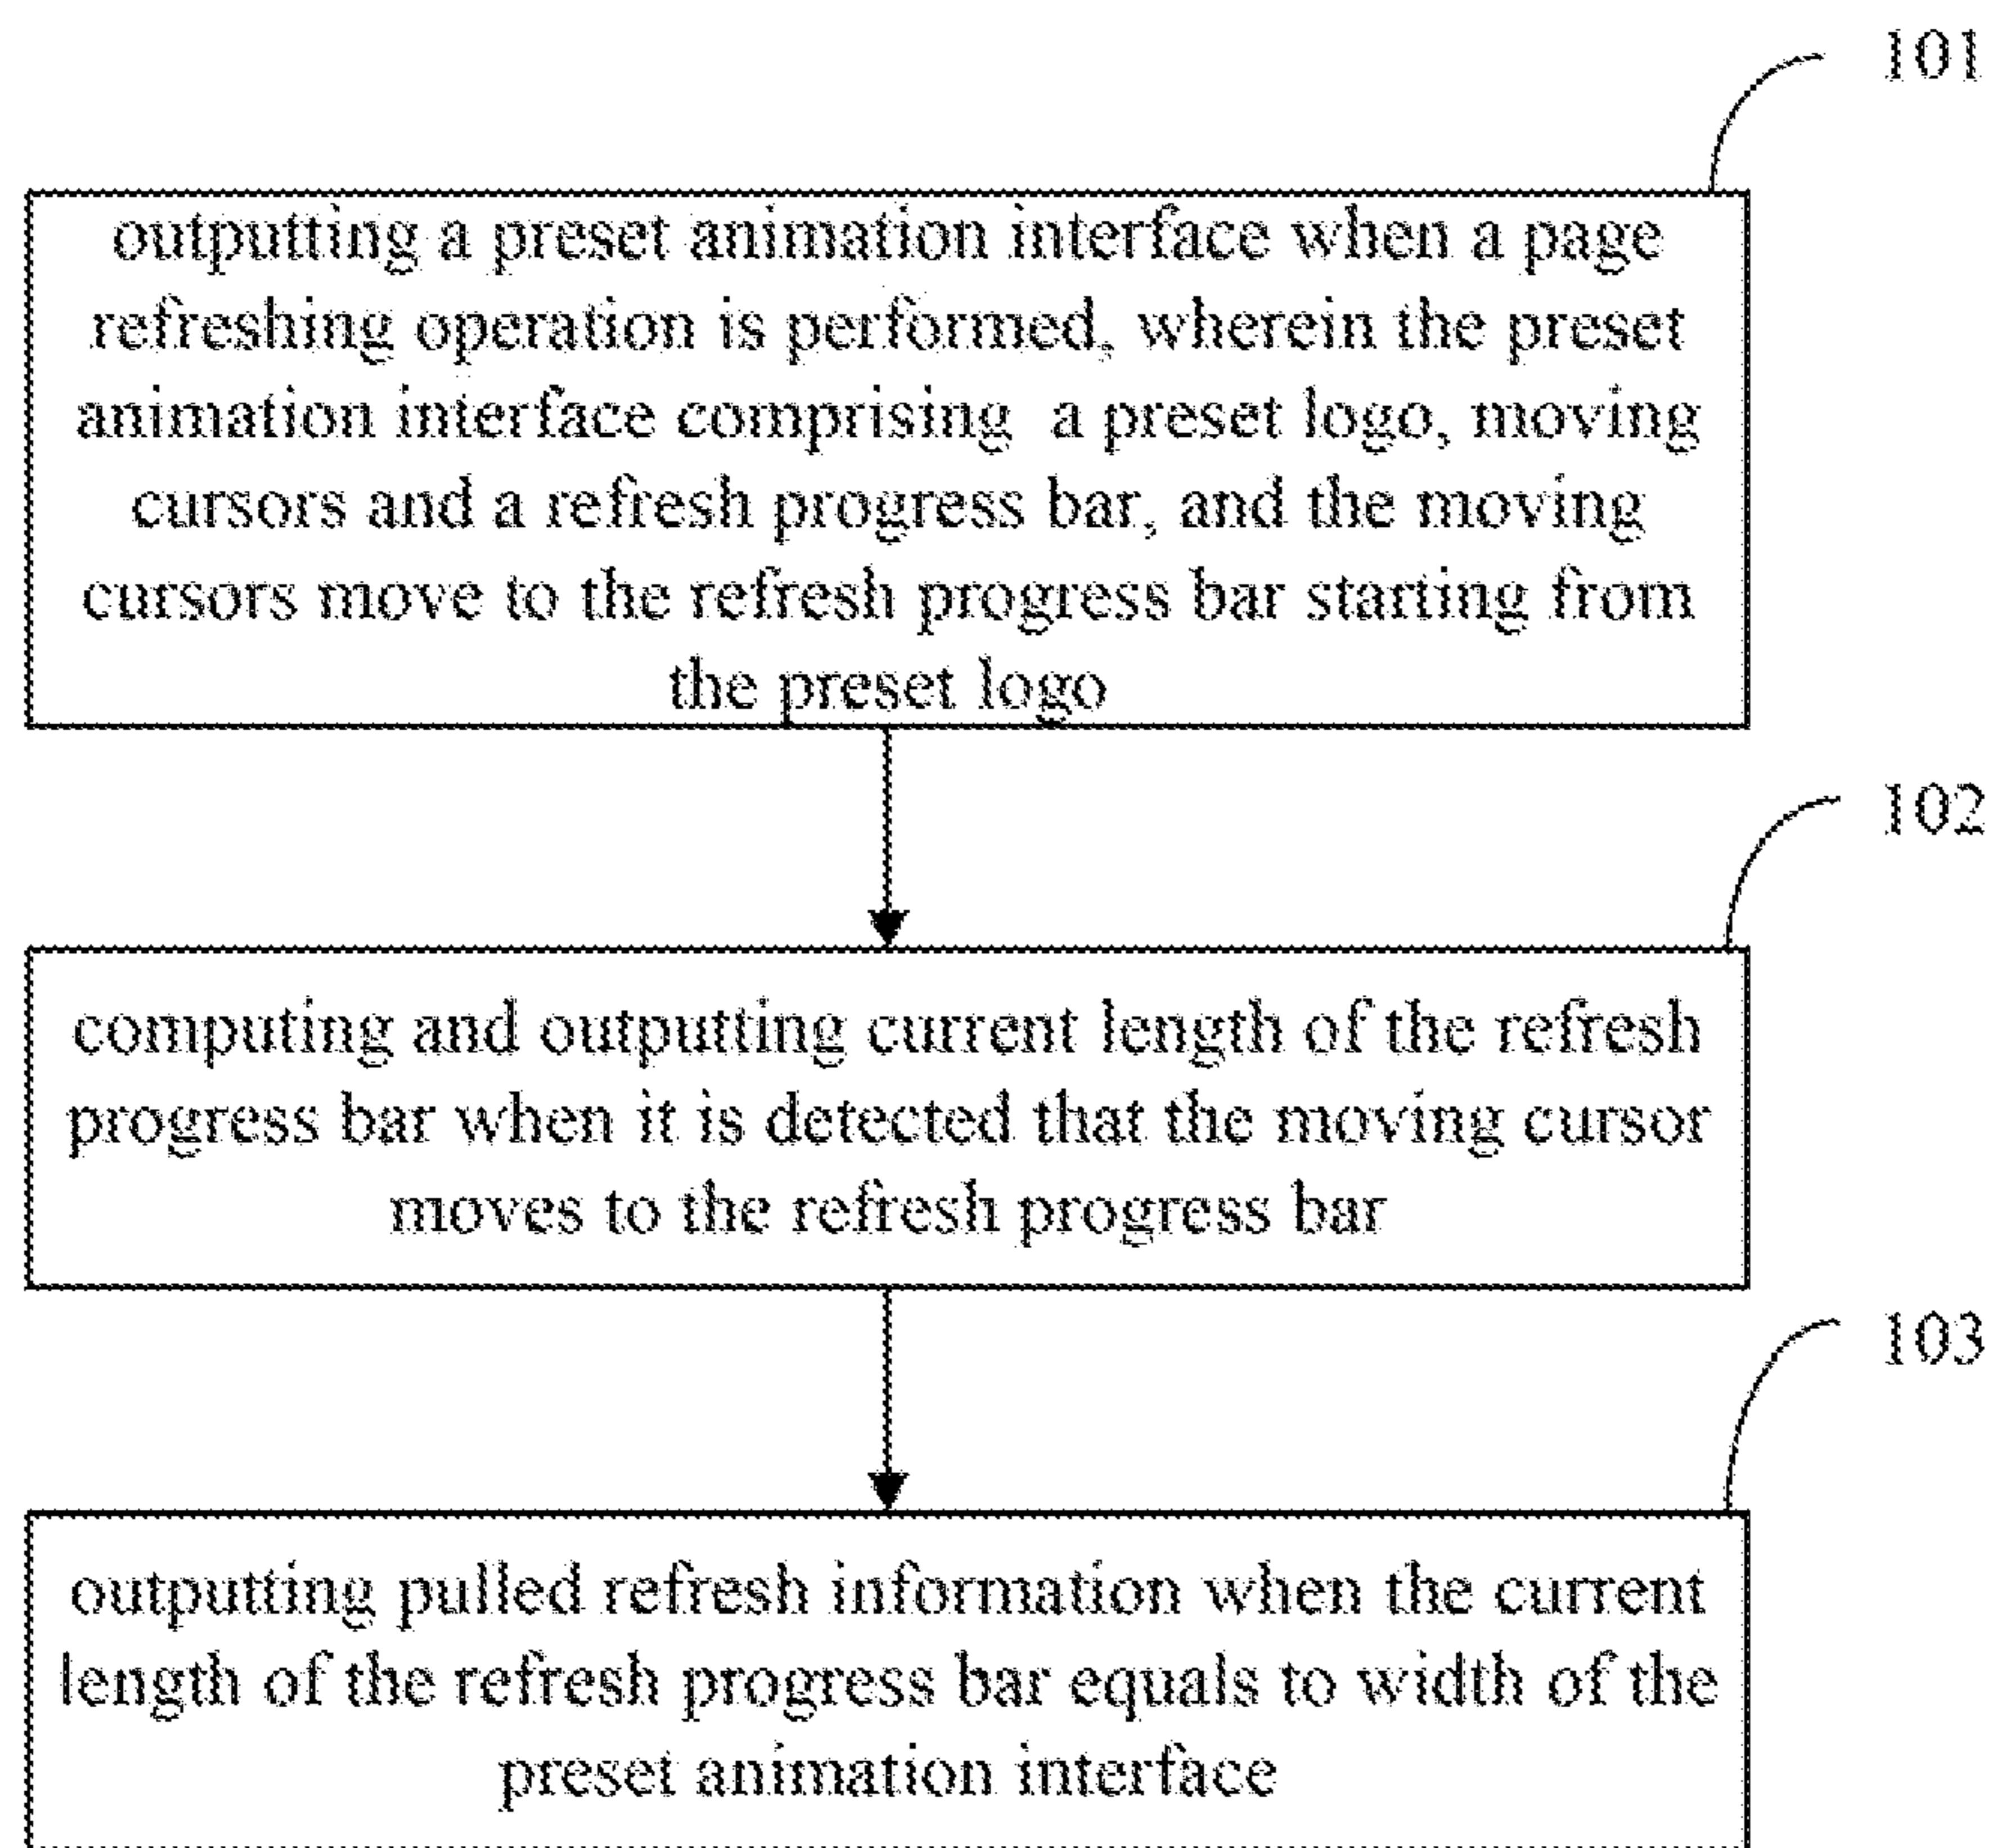 101
outputting a preset animation interface when a page
refreshing operation is performed, wherein the preset
animation interface comprising a preset logo, moving
cursors and a refresh progress bar, and the moving
cursors move to the refresh progress bar starting from
the preset logo
102
computing and outputting current length of the refresh
progress bar when it is detected that the moving cursor
moves to the refresh progress bar
103
outputting pulled refresh information when the current
length of the refresh progress bar equals to width of the
preset animation interface